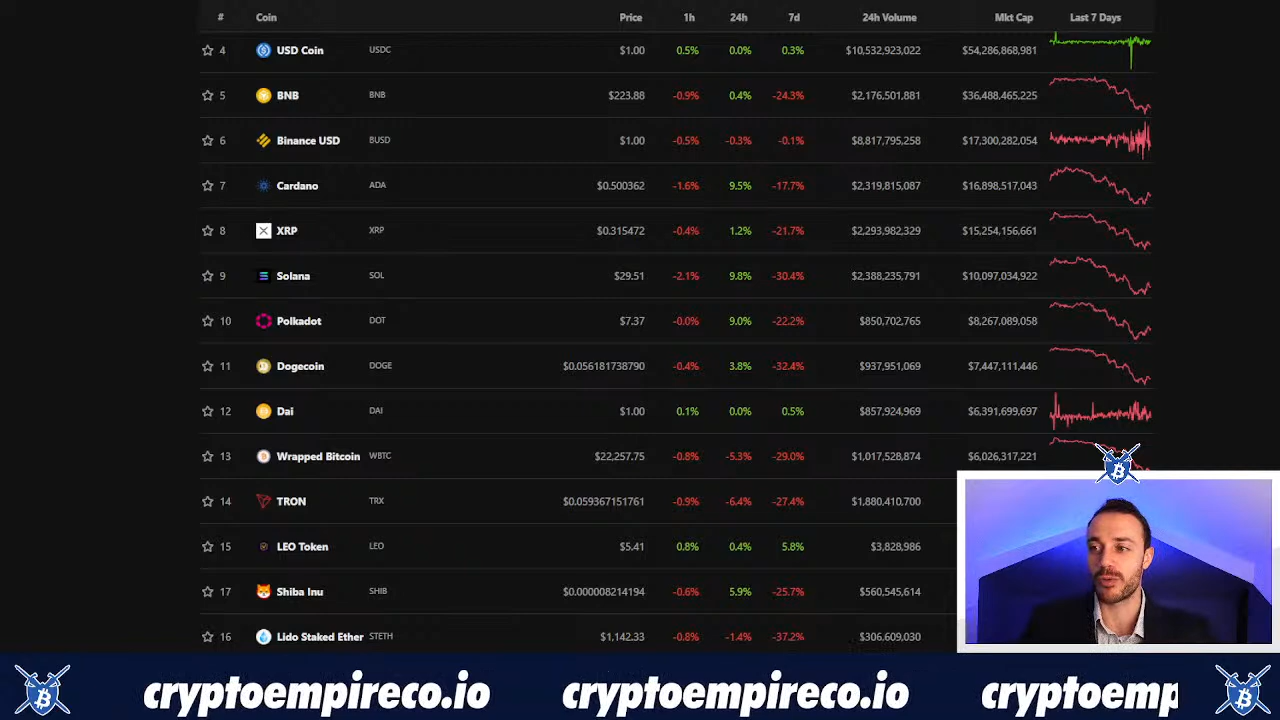 # Coin Price 1h 24h 7d 24h Volume Mkt Cap Last 7 Days
4 USD Coin USDC $1.00 0.5% 0.0% 0.3% $10,532,923,022 $54,286,868,981
5 BNB BNB $223.88 -0.9% 0.4% -24.3% $2,176,501,881 $36,488,465,225
6 Binance USD BUSD $1.00 -0.5% -0.3% -0.1% $8,817,795,258 $17,300,282,054
7 Cardano ADA $0.500362 -1.6% 9.5% -17.7% $2,319,815,087 $16,898,517,043
8 XRP XRP $0.315472 -0.4% 1.2% -21.7% $2,293,982,329 $15,254,156,661
9 Solana SOL $29.51 -2.1% 9.8% -30.4% $2,388,235,791 $10,097,034,922
10 Polkadot DOT $7.37 -0.0% 9.0% -22.2% $850,702,765 $8,267,089,058
11 Dogecoin DOGE $0.056181738790 -0.4% 3.8% -32.4% $937,951,069 $7,447,111,446
12 Dai DAI $1.00 0.1% 0.0% 0.5% $857,924,969 $6,391,699,697
13 Wrapped Bitcoin WBTC $22,257.75 -0.8% -5.3% -29.0% $1,017,528,874 $6,026,317,221
14 TRON TRX $0.059367151761 -0.9% -6.4% -27.4% $1,880,410,700
15 LEO Token LEO $5.41 0.8% 0.4% 5.8% $3,828,986
17 Shiba Inu SHIB $0.000008214194 -0.6% 5.9% -25.7% $560,545,614
16 Lido Staked Ether STETH $1,142.33 -0.8% -1.4% -37.2% $306,609,030
cryptoempireco.io cryptoempireco.io cryptoemp